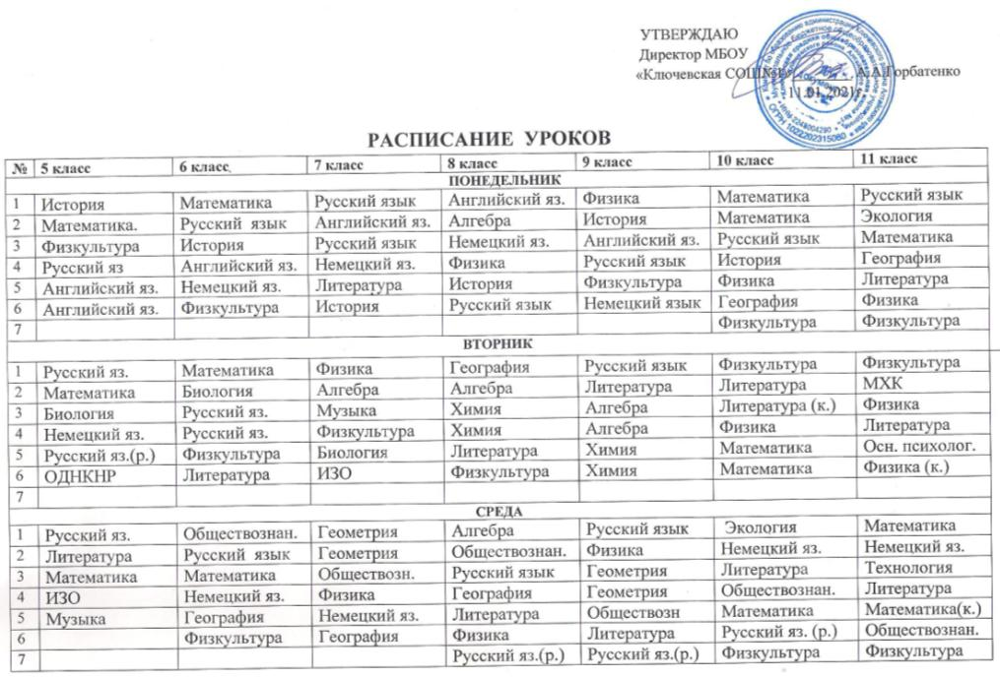 УТВЕРЖДАЮ
Директор МБОУ
«Ключевская СОШ№1» А.А.Горбатенко
11.01.2021г.
РАСПИСАНИЕ УРОКОВ
№ 5 класс 6 класс 7 класс 8 класс 9 класс 10 класс 11 класс
ПОНЕДЕЛЬНИК
1 История Математика Русский язык Английский яз. Физика Математика Русский язык
2 Математика. Русский язык Английский яз. Алгебра История Математика Экология
3 Физкультура История Русский язык Немецкий яз. Английский яз. Русский язык Математика
4 Русский яз Английский яз. Немецкий яз. Физика Русский язык История География
5 Английский яз. Немецкий яз. Литература История Физкультура Физика Литература
6 Английский яз. Физкультура История Русский язык Немецкий язык География Физика
7 Физкультура Физкультура
ВТОРНИК
1 Русский яз. Математика Физика География Русский язык Физкультура Физкультура
2 Математика Биология Алгебра Алгебра Литература Литература МХК
3 Биология Русский яз. Музыка Химия Алгебра Литература (к.) Физика
4 Немецкий яз. Русский яз. Физкультура Химия Алгебра Физика Литература
5 Русский яз.(р.) Физкультура Биология Литература Химия Математика Осн. психолог.
6 ОДНКНР Литература ИЗО Физкультура Химия Математика Физика (к.)
7
СРЕДА
1 Русский яз. Обществознан. Геометрия Алгебра Русский язык Экология Математика
2 Литература Русский язык Геометрия Обществознан. Физика Немецкий яз. Немецкий яз.
3 Математика Математика Обществозн. Русский язык Геометрия Литература Технология
4 ИЗО Немецкий яз. Физика География Геометрия Обществознан. Литература
5 Музыка География Немецкий яз. Литература Обществозн Математика Математика(к.)
6 Физкультура География Физика Литература Русский яз. (р.) Обществознан.
7 Русский яз.(р.) Русский яз.(р.) Физкультура Физкультура